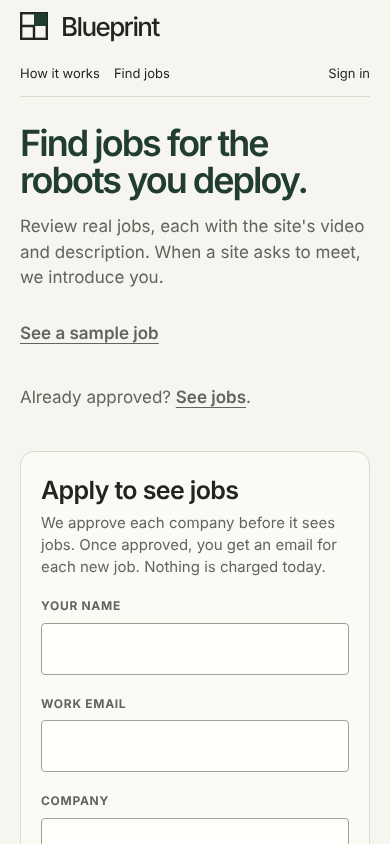 Blueprint
How it works Find jobs Sign in
Find jobs for the
robots you deploy.
Review real jobs, each with the site's video
and description. When a site asks to meet,
we introduce you.
See a sample job
Already approved? See jobs.
Apply to see jobs
We approve each company before it sees
jobs. Once approved, you get an email for
each new job. Nothing is charged today.
YOUR NAME
WORK EMAIL
COMPANY